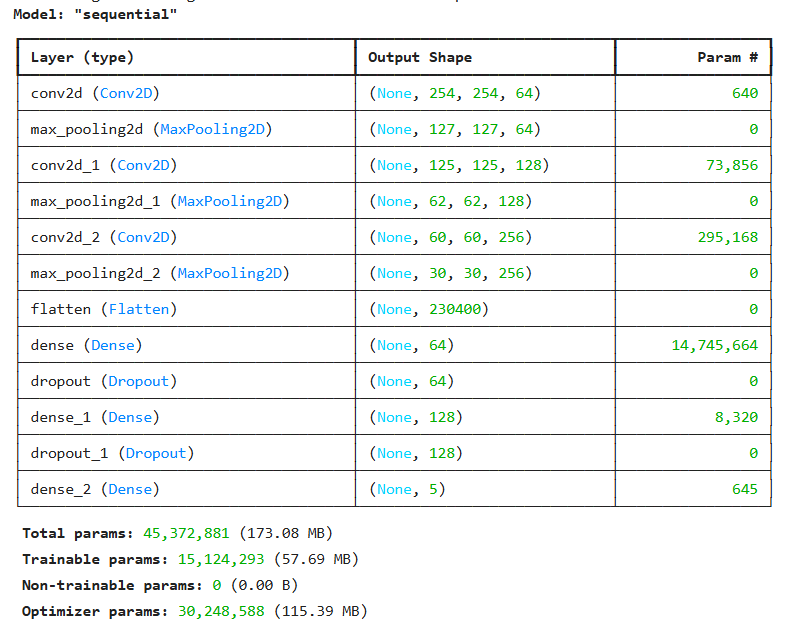 Model: "sequential"
Layer (type) Output Shape Param #
conv2d (Conv2D) (None, 254, 254, 64) 640
max_pooling2d (MaxPooling2D) (None, 127, 127, 64) 0
conv2d_1 (Conv2D) (None, 125, 125, 128) 73,856
max_pooling2d_1 (MaxPooling2D) (None, 62, 62, 128) 0
conv2d_2 (Conv2D) (None, 60, 60, 256) 295,168
max_pooling2d_2 (MaxPooling2D) (None, 30, 30, 256) 0
flatten (Flatten) (None, 230400) 0
dense (Dense) (None, 64) 14,745,664
dropout (Dropout) (None, 64) 0
dense_1 (Dense) (None, 128) 8,320
dropout_1 (Dropout) (None, 128) 0
dense_2 (Dense) (None, 5) 645
Total params: 45,372,881 (173.08 MB)
Trainable params: 15,124,293 (57.69 MB)
Non-trainable params: 0 (0.00 B)
Optimizer params: 30,248,588 (115.39 MB)